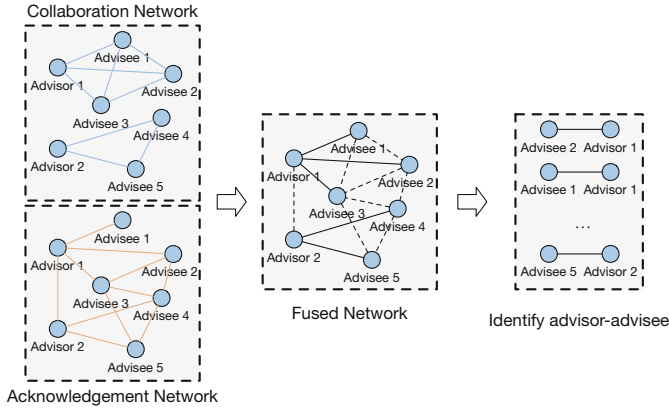 Collaboration Network
Advisee 1
Advisor 1
Advisee 2
Advisee 3
Advisee 4
Advisor 2
Advisee 5
Advisee 1
Advisor 1
Advisee 2
Advisee 3
Advisee 4
Advisor 2
Advisee 5
Acknowledgement Network
Advisee 1
Advisor 1
Advisee 2
Advisee 3
Advisee 4
Advisor 2
Advisee 5
Fused Network
Advisee 2 Advisor 1
Advisee 1 Advisor 1
...
Advisee 5 Advisor 2
Identify advisor-advisee